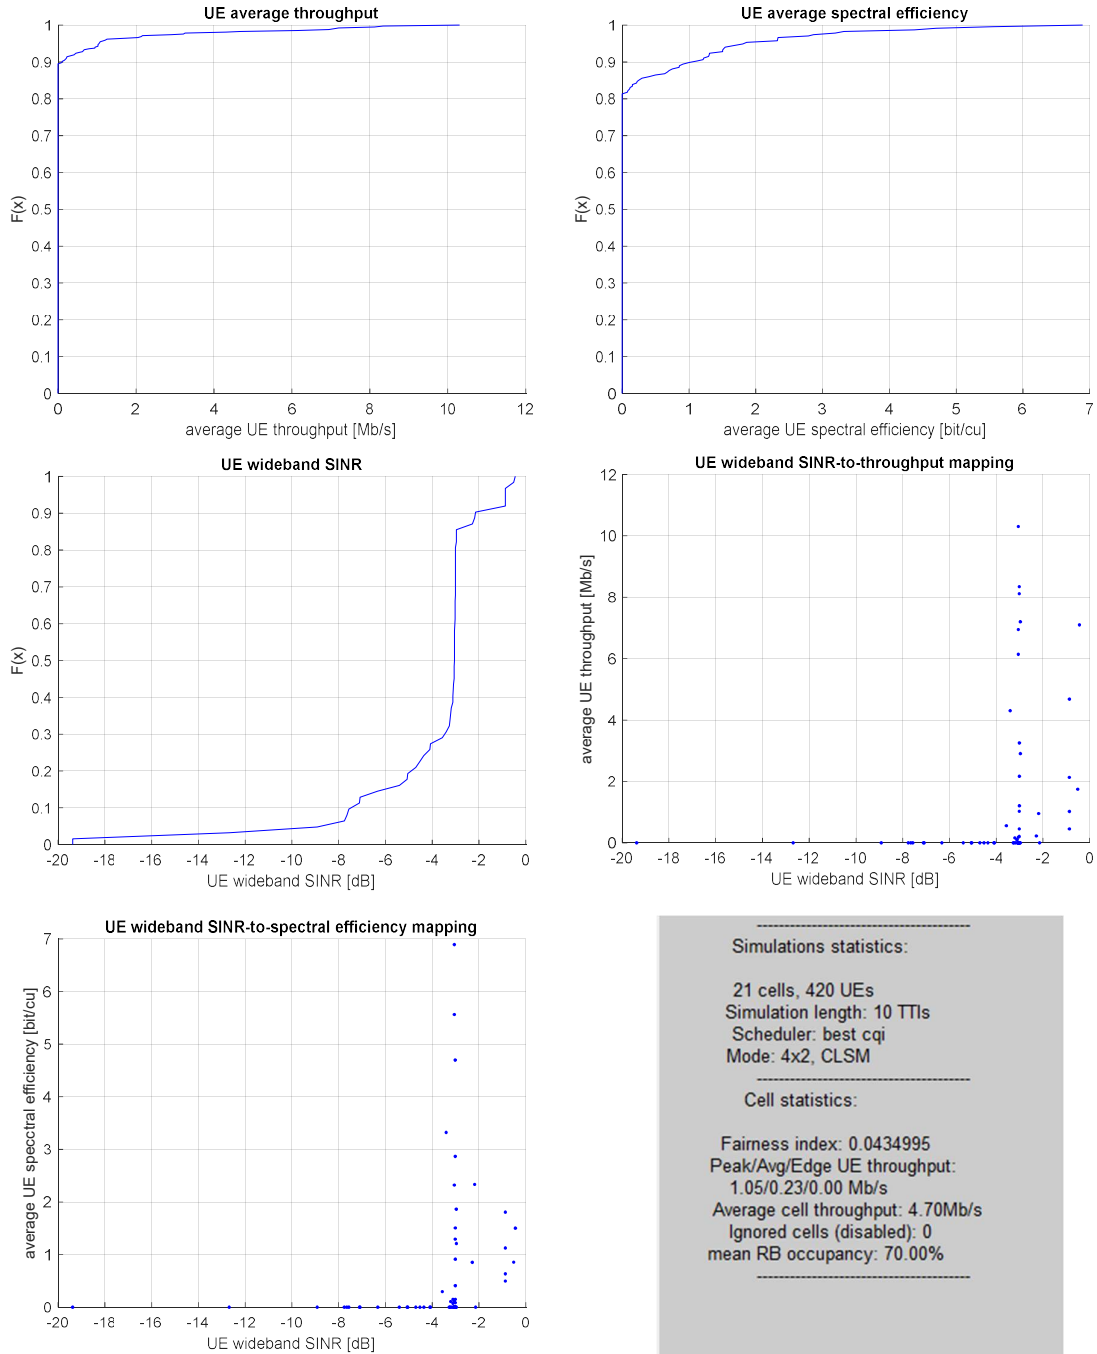 UE average throughput
1
0.9
0.8
0.7
0.6
0.5
0.4
0.3
0.2
0.1
0
F(x)
0 2 4 6 8 10 12
average UE throughput [Mb/s]
UE average spectral efficiency
1
0.9
0.8
0.7
0.6
0.5
0.4
0.3
0.2
0.1
0
F(x)
0 1 2 3 4 5 6 7
average UE spectral efficiency [bit/cu]
UE wideband SINR
1
0.9
0.8
0.7
0.6
0.5
0.4
0.3
0.2
0.1
0
F(x)
-20 -18 -16 -14 -12 -10 -8 -6 -4 -2 0
UE wideband SINR [dB]
UE wideband SINR-to-throughput mapping
12
10
8
6
4
2
0
average UE throughput [Mb/s]
-20 -18 -16 -14 -12 -10 -8 -6 -4 -2 0
UE wideband SINR [dB]
UE wideband SINR-to-spectral efficiency mapping
7
6
5
4
3
2
1
0
average UE specctral efficiency [bit/cu]
-20 -18 -16 -14 -12 -10 -8 -6 -4 -2 0
UE wideband SINR [dB]
---------------------------------------
Simulations statistics:
21 cells, 420 UEs
Simulation length: 10 TTIs
Scheduler: best cqi
Mode: 4x2, CLSM
---------------------------------------
Cell statistics:
Fairness index: 0.0434995
Peak/Avg/Edge UE throughput:
1.05/0.23/0.00 Mb/s
Average cell throughput: 4.70Mb/s
Ignored cells (disabled): 0
mean RB occupancy: 70.00%
---------------------------------------